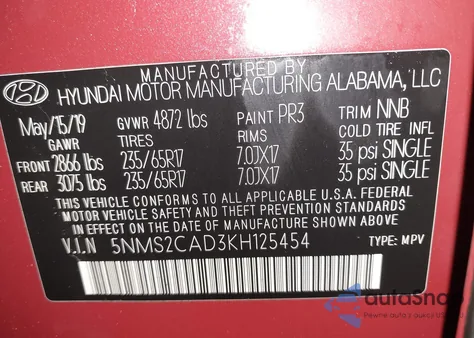 MANUFACTURED BY
HYUNDAI MOTOR MANUFACTURING ALABAMA, LLC
May/15/19 GVWR 4872 lbs PAINT PR3 TRIM NNB
GAWR TIRES RIMS COLD TIRE INFL
FRONT 2866 lbs 235/65R17 7.0JX17 35 psi SINGLE
REAR 3075 lbs 235/65R17 7.0JX17 35 psi SINGLE
THIS VEHICLE CONFORMS TO ALL APPLICABLE U.S.A. FEDERAL
MOTOR VEHICLE SAFETY AND THEFT PREVENTION STANDARDS
IN EFFECT ON THE DATE OF MANUFACTURE SHOWN ABOVE.
V.I.N 5NMS2CAD3KH125454 TYPE: MPV